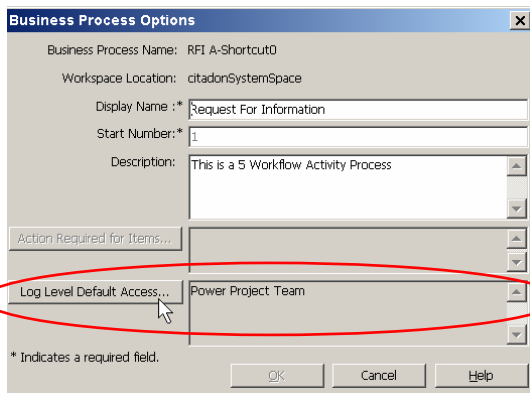 Business Process Options
Business Process Name: RFI A-Shortcut0
Workspace Location: citadonSystemSpace
Display Name :* Request For Information
Start Number:* 1
Description: This is a 5 Workflow Activity Process
Action Required for Items...
Log Level Default Access... Power Project Team
* Indicates a required field.
OK Cancel Help